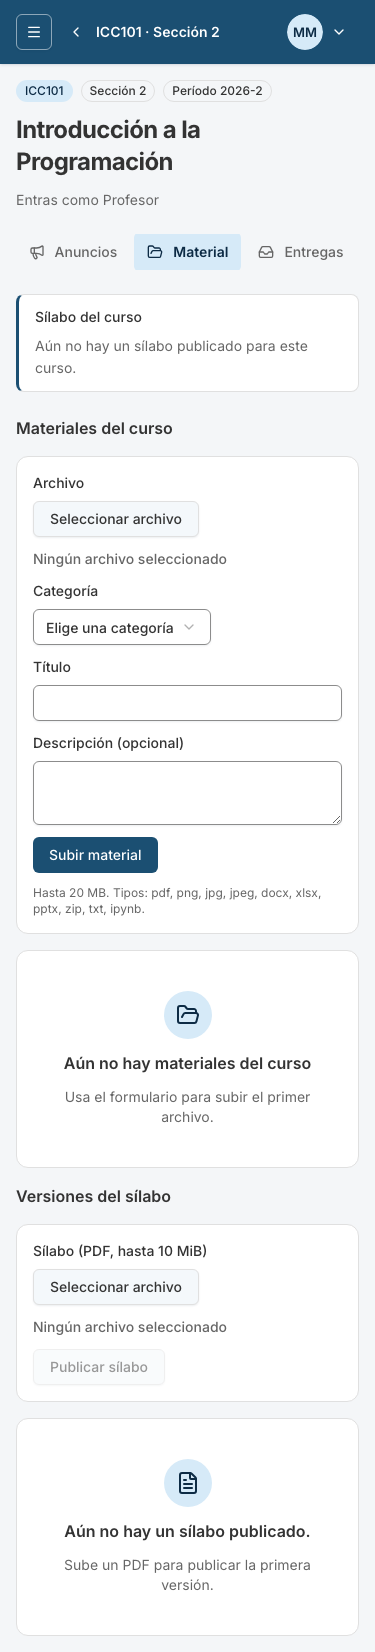 ICC101 · Sección 2
MM
ICC101
Sección 2
Período 2026-2
Introducción a la
Programación
Entras como Profesor
Anuncios
Material
Entregas
Sílabo del curso
Aún no hay un sílabo publicado para este
curso.
Materiales del curso
Archivo
Seleccionar archivo
Ningún archivo seleccionado
Categoría
Elige una categoría
Título
Descripción (opcional)
Subir material
Hasta 20 MB. Tipos: pdf, png, jpg, jpeg, docx, xlsx,
pptx, zip, txt, ipynb.
Aún no hay materiales del curso
Usa el formulario para subir el primer
archivo.
Versiones del sílabo
Sílabo (PDF, hasta 10 MiB)
Seleccionar archivo
Ningún archivo seleccionado
Publicar sílabo
Aún no hay un sílabo publicado.
Sube un PDF para publicar la primera
versión.